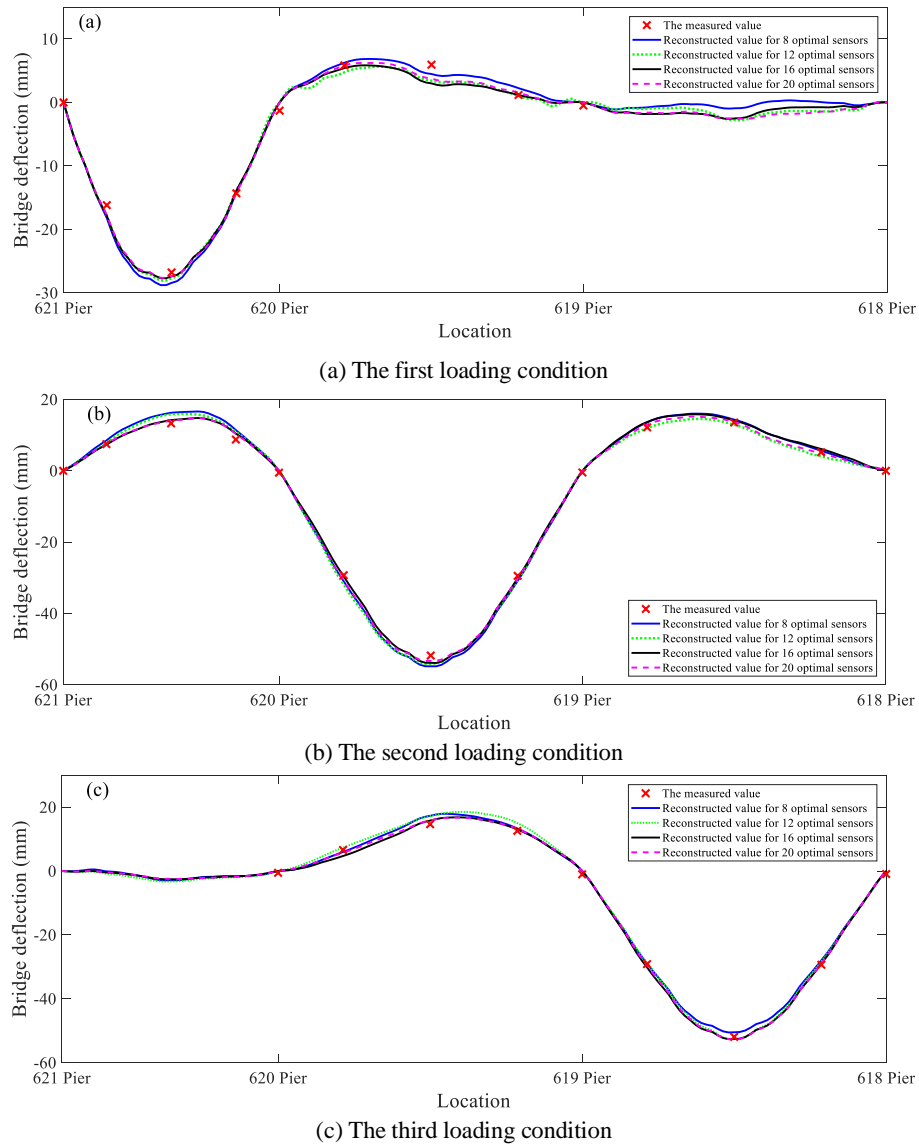 (a)
The measured value
Reconstructed value for 8 optimal sensors
Reconstructed value for 12 optimal sensors
Reconstructed value for 16 optimal sensors
Reconstructed value for 20 optimal sensors
10
0
-10
-20
-30
Bridge deflection (mm)
621 Pier 620 Pier 619 Pier 618 Pier
Location
(a) The first loading condition
(b)
20
0
-20
-40
-60
Bridge deflection (mm)
The measured value
Reconstructed value for 8 optimal sensors
Reconstructed value for 12 optimal sensors
Reconstructed value for 16 optimal sensors
Reconstructed value for 20 optimal sensors
621 Pier 620 Pier 619 Pier 618 Pier
Location
(b) The second loading condition
(c)
The measured value
Reconstructed value for 8 optimal sensors
Reconstructed value for 12 optimal sensors
Reconstructed value for 16 optimal sensors
Reconstructed value for 20 optimal sensors
20
0
-20
-40
-60
Bridge deflection (mm)
621 Pier 620 Pier 619 Pier 618 Pier
Location
(c) The third loading condition